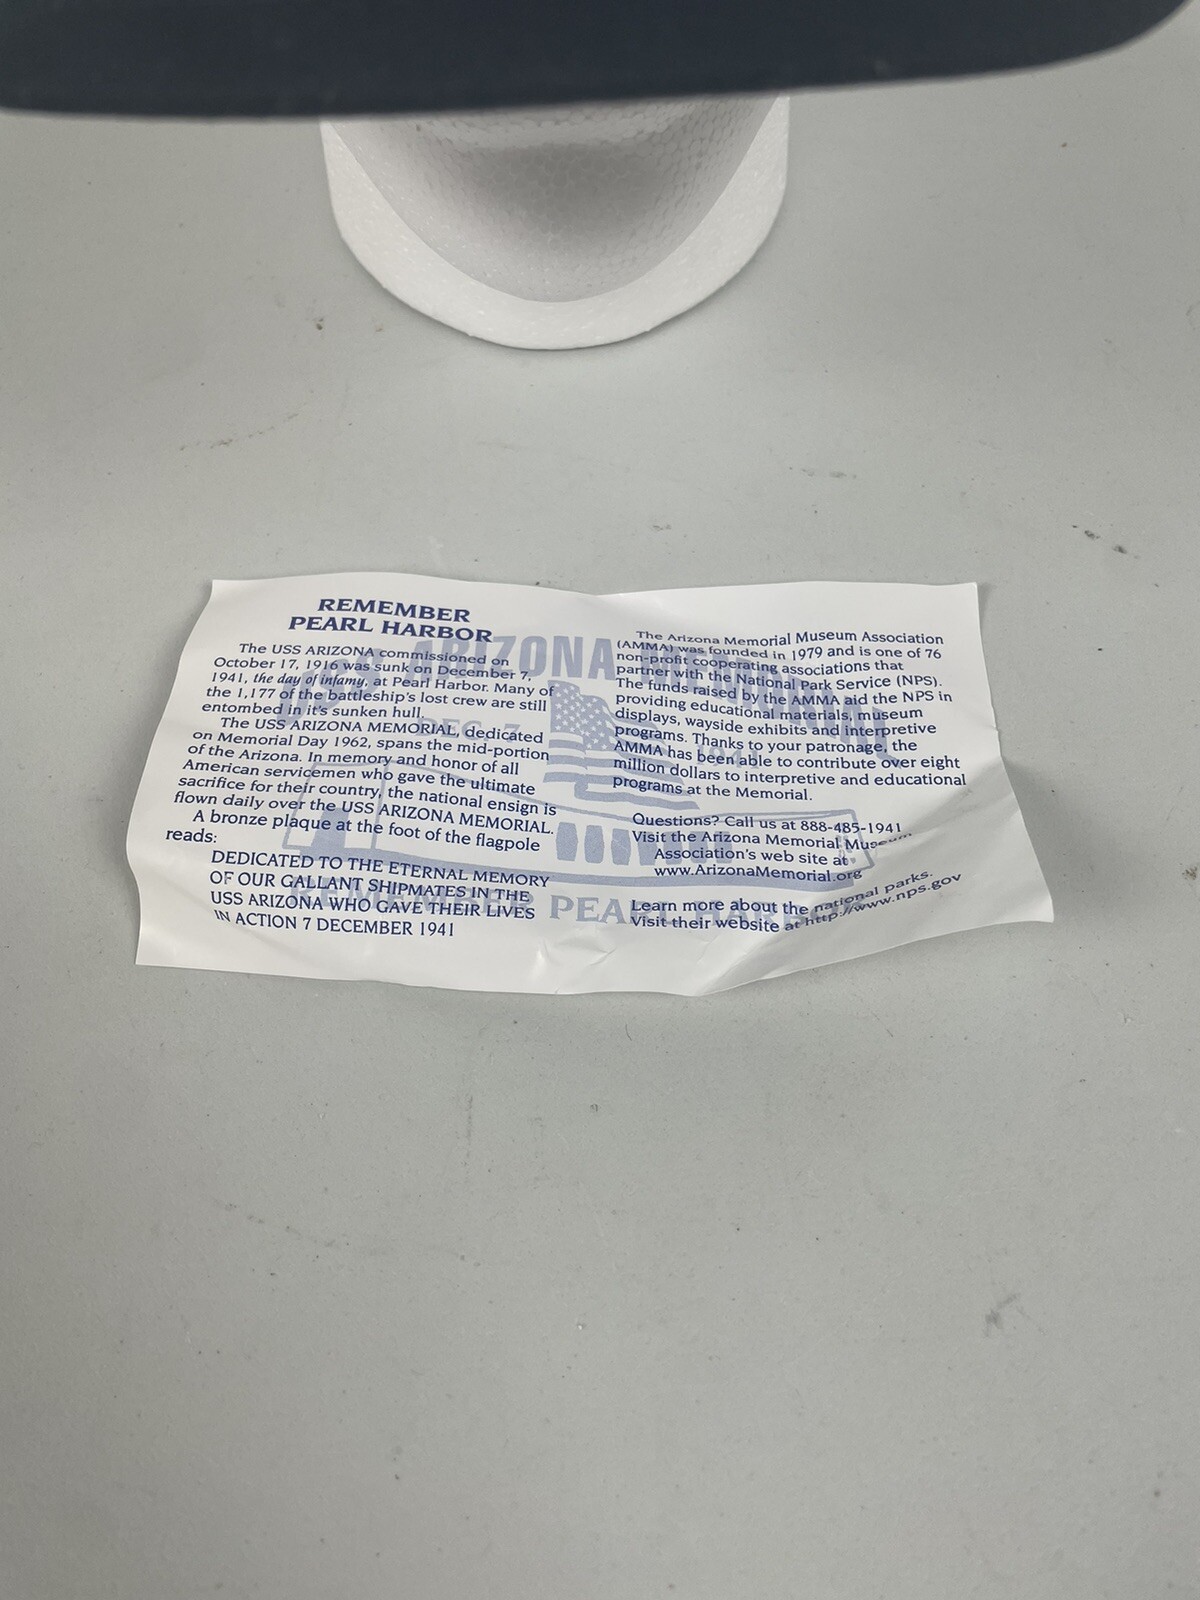 REMEMBER
PEARL HARBOR
The USS ARIZONA commissioned on
October 17, 1916 was sunk on December 7,
1941, the day of infamy, at Pearl Harbor. Many of
the 1,177 of the battleship's lost crew are still
entombed in it's sunken hull.
The USS ARIZONA MEMORIAL, dedicated
on Memorial Day 1962, spans the mid-portion
of the Arizona. In memory and honor of all
American servicemen who gave the ultimate
sacrifice for their country, the national ensign is
flown daily over the USS ARIZONA MEMORIAL.
A bronze plaque at the foot of the flagpole
reads:
DEDICATED TO THE ETERNAL MEMORY
OF OUR GALLANT SHIPMATES IN THE
USS ARIZONA WHO GAVE THEIR LIVES
IN ACTION 7 DECEMBER 1941
The Arizona Memorial Museum Association
(AMMA) was founded in 1979 and is one of 76
non-profit cooperating associations that
partner with the National Park Service (NPS).
The funds raised by the AMMA aid the NPS in
providing educational materials, museum
displays, wayside exhibits and interpretive
programs. Thanks to your patronage, the
AMMA has been able to contribute over eight
million dollars to interpretive and educational
programs at the Memorial.
Questions? Call us at 888-485-1941
Visit the Arizona Memorial Museum
Association's web site at
www.ArizonaMemorial.org
Learn more about the national parks.
Visit their website at http://www.nps.gov
USS ARIZONA MEMORIAL
DEC. 7 1941
REMEMBER PEARL HARBOR